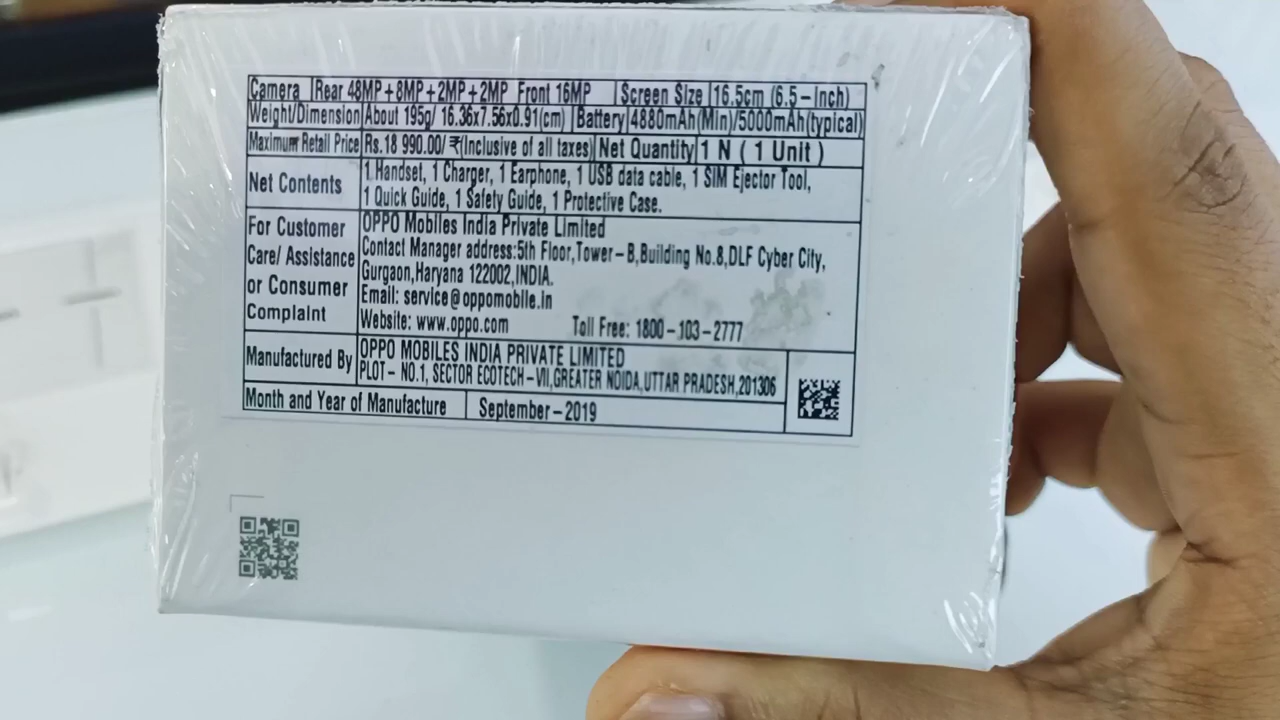 Camera Rear 48MP+8MP+2MP+2MP Front 16MP Screen Size 16.5cm (6.5-Inch)
Weight/Dimension About 195g/ 16.36x7.56x0.91(cm) Battery 4880mAh(Min)/5000mAh(typical)
Maximum Retail Price Rs.18 990.00/ ₹(Inclusive of all taxes) Net Quantity 1 N ( 1 Unit )
Net Contents 1 Handset, 1 Charger, 1 Earphone, 1 USB data cable, 1 SIM Ejector Tool,
1 Quick Guide, 1 Safety Guide, 1 Protective Case.
For Customer Care/ Assistance or Consumer Complaint
OPPO Mobiles India Private Limited
Contact Manager address:5th Floor,Tower-B,Building No.8,DLF Cyber City,
Gurgaon,Haryana 122002,INDIA.
Email: service@oppomobile.in
Website: www.oppo.com Toll Free: 1800-103-2777
Manufactured By OPPO MOBILES INDIA PRIVATE LIMITED
PLOT- NO.1, SECTOR ECOTECH-VII,GREATER NOIDA,UTTAR PRADESH,201306
Month and Year of Manufacture September-2019